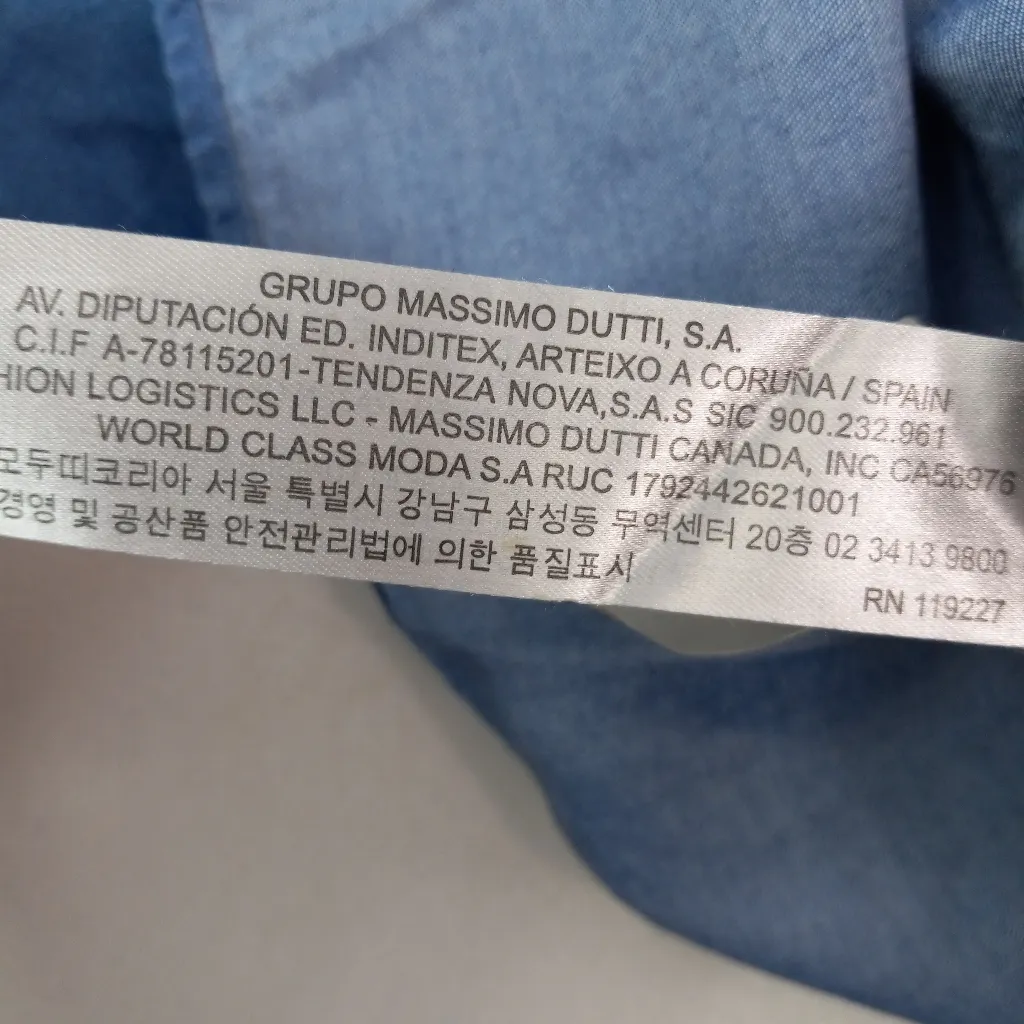 GRUPO MASSIMO DUTTI, S.A.
AV. DIPUTACIÓN ED. INDITEX, ARTEIXO A CORUÑA / SPAIN
C.I.F A-78115201-TENDENZA NOVA,S.A.S SIC 900.232.961
HION LOGISTICS LLC - MASSIMO DUTTI CANADA, INC CA56976
WORLD CLASS MODA S.A RUC 1792442621001
모두띠코리아 서울 특별시 강남구 삼성동 무역센터 20층 02 3413 9800
경영 및 공산품 안전관리법에 의한 품질표시
RN 119227